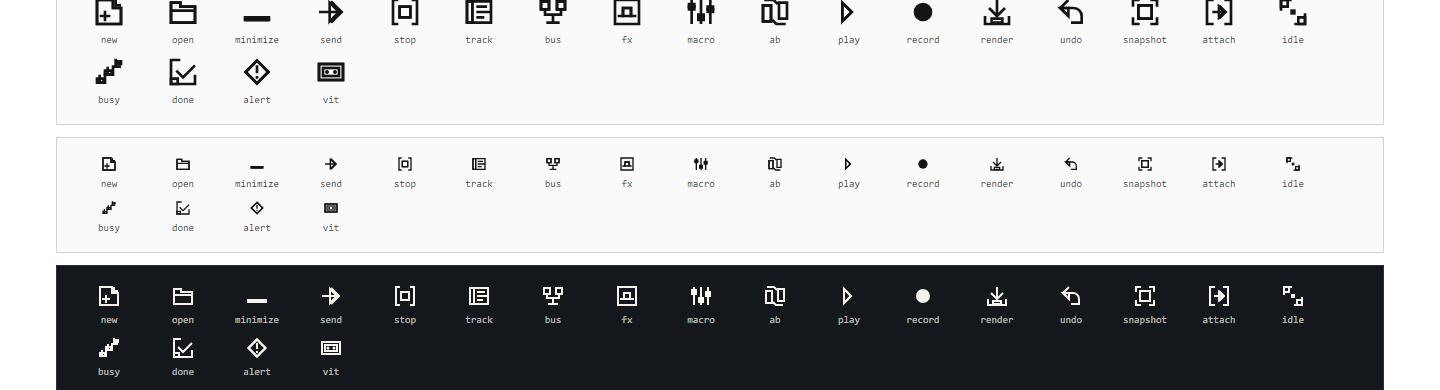 new open minimize send stop track bus fx macro ab play record render undo snapshot attach idle
busy done alert vit
new open minimize send stop track bus fx macro ab play record render undo snapshot attach idle
busy done alert vit
new open minimize send stop track bus fx macro ab play record render undo snapshot attach idle
busy done alert vit